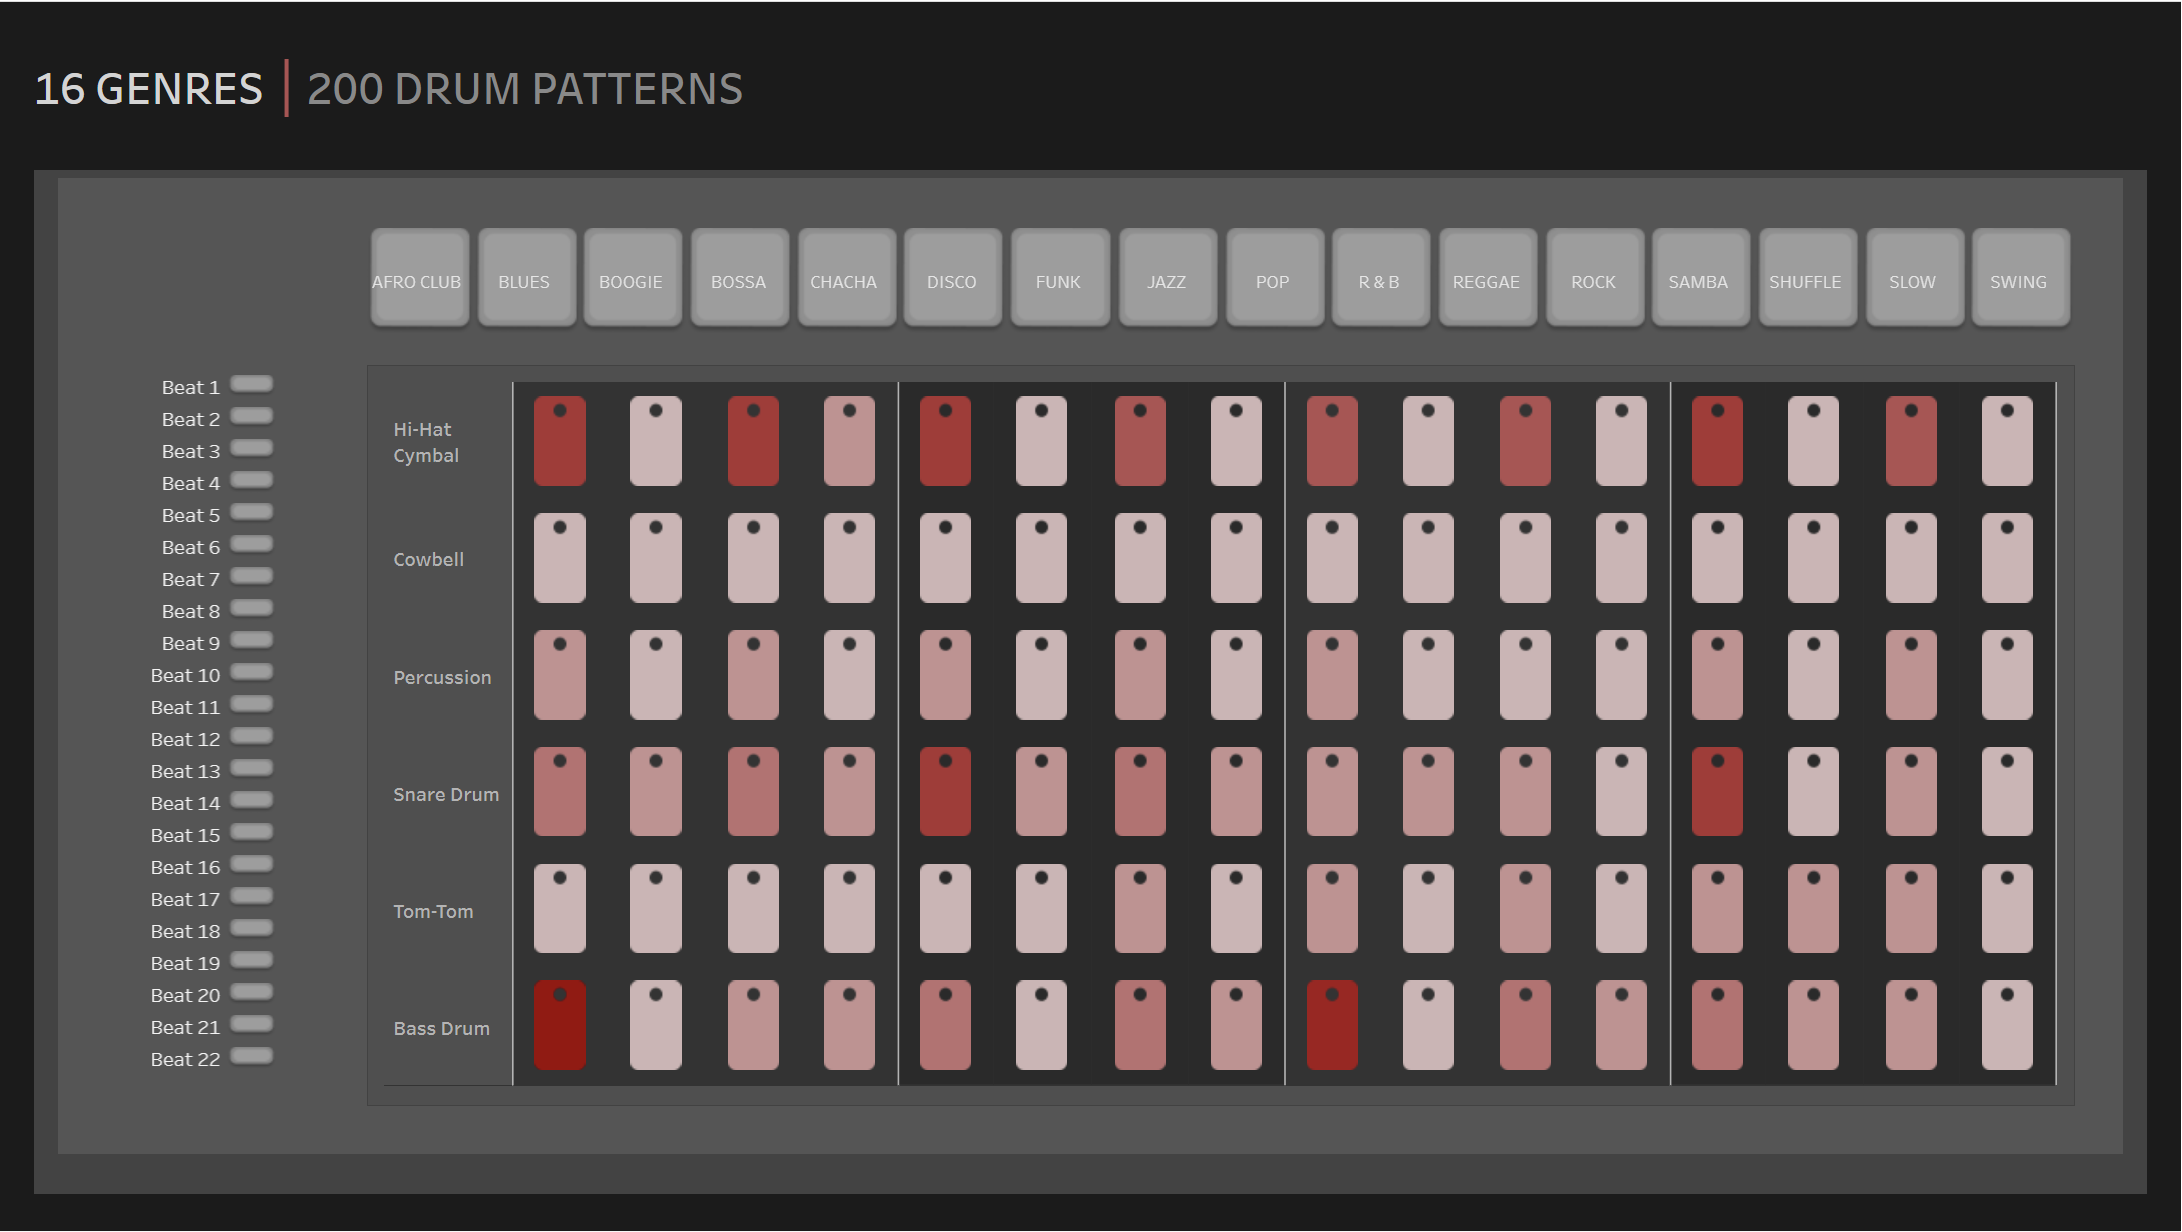 16 GENRES | 200 DRUM PATTERNS
AFRO CLUB BLUES BOOGIE BOSSA CHACHA DISCO FUNK JAZZ POP R & B REGGAE ROCK SAMBA SHUFFLE SLOW SWING
Beat 1
Beat 2
Beat 3
Beat 4
Beat 5
Beat 6
Beat 7
Beat 8
Beat 9
Beat 10
Beat 11
Beat 12
Beat 13
Beat 14
Beat 15
Beat 16
Beat 17
Beat 18
Beat 19
Beat 20
Beat 21
Beat 22
Hi-Hat
Cymbal
Cowbell
Percussion
Snare Drum
Tom-Tom
Bass Drum